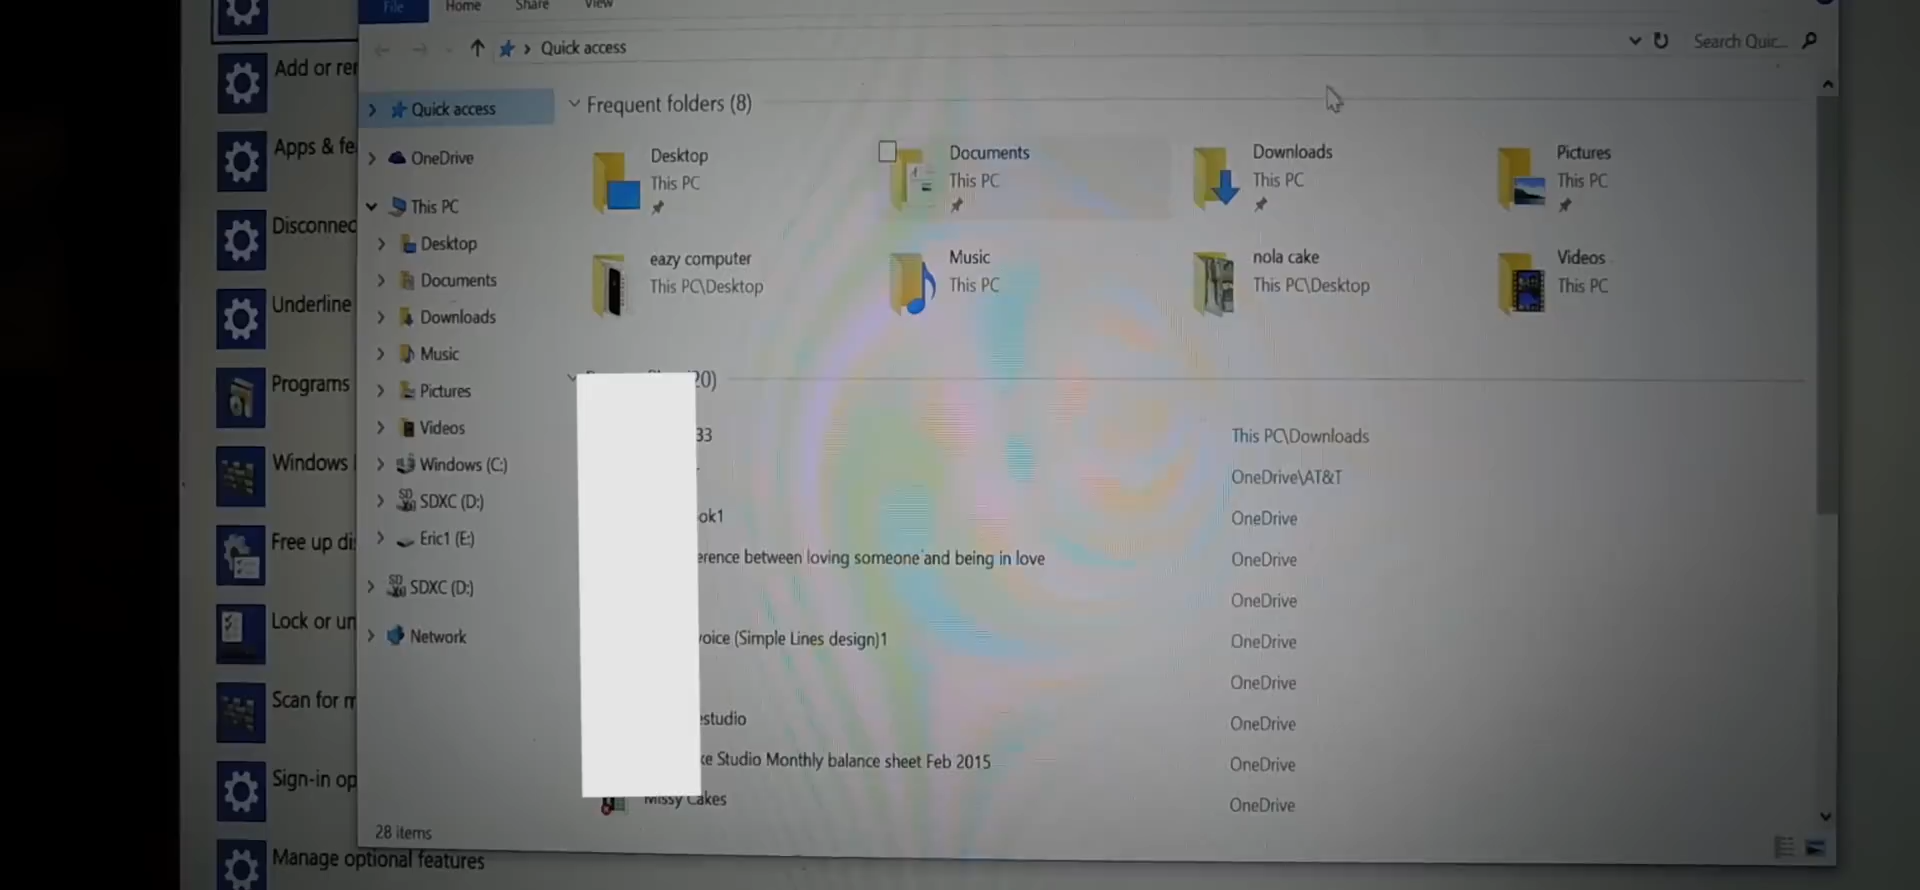 File Home Share View
Quick access
Search Quic...
Add or rer
Apps & fe
Disconnec
Underline
Programs
Windows
Free up di
Lock or un
Scan for m
Sign-in op
Manage optional features
Quick access
OneDrive
This PC
Desktop
Documents
Downloads
Music
Pictures
Videos
Windows (C:)
SDXC (D:)
Eric1 (E:)
SDXC (D:)
Network
28 items
Frequent folders (8)
Desktop
This PC
Documents
This PC
Downloads
This PC
Pictures
This PC
eazy computer
This PC\Desktop
Music
This PC
nola cake
This PC\Desktop
Videos
This PC
20)
33 This PC\Downloads
OneDrive\AT&T
ok1 OneDrive
erence between loving someone and being in love OneDrive
OneDrive
voice (Simple Lines design)1 OneDrive
OneDrive
estudio OneDrive
ke Studio Monthly balance sheet Feb 2015 OneDrive
Missy Cakes OneDrive